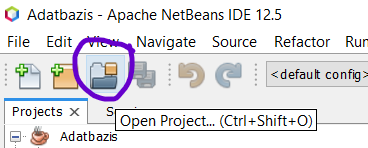 Adatbazis - Apache NetBeans IDE 12.5
File Edit View Navigate Source Refactor
<default config>
Projects
Open Project... (Ctrl+Shift+O)
Adatbazis